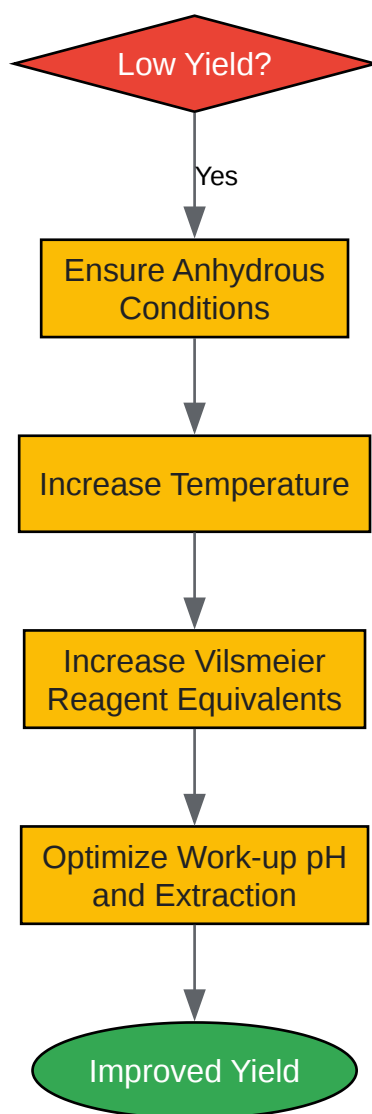 Low Yield?
Yes
Ensure Anhydrous
Conditions
Increase Temperature
Increase Vilsmeier
Reagent Equivalents
Optimize Work-up pH
and Extraction
Improved Yield